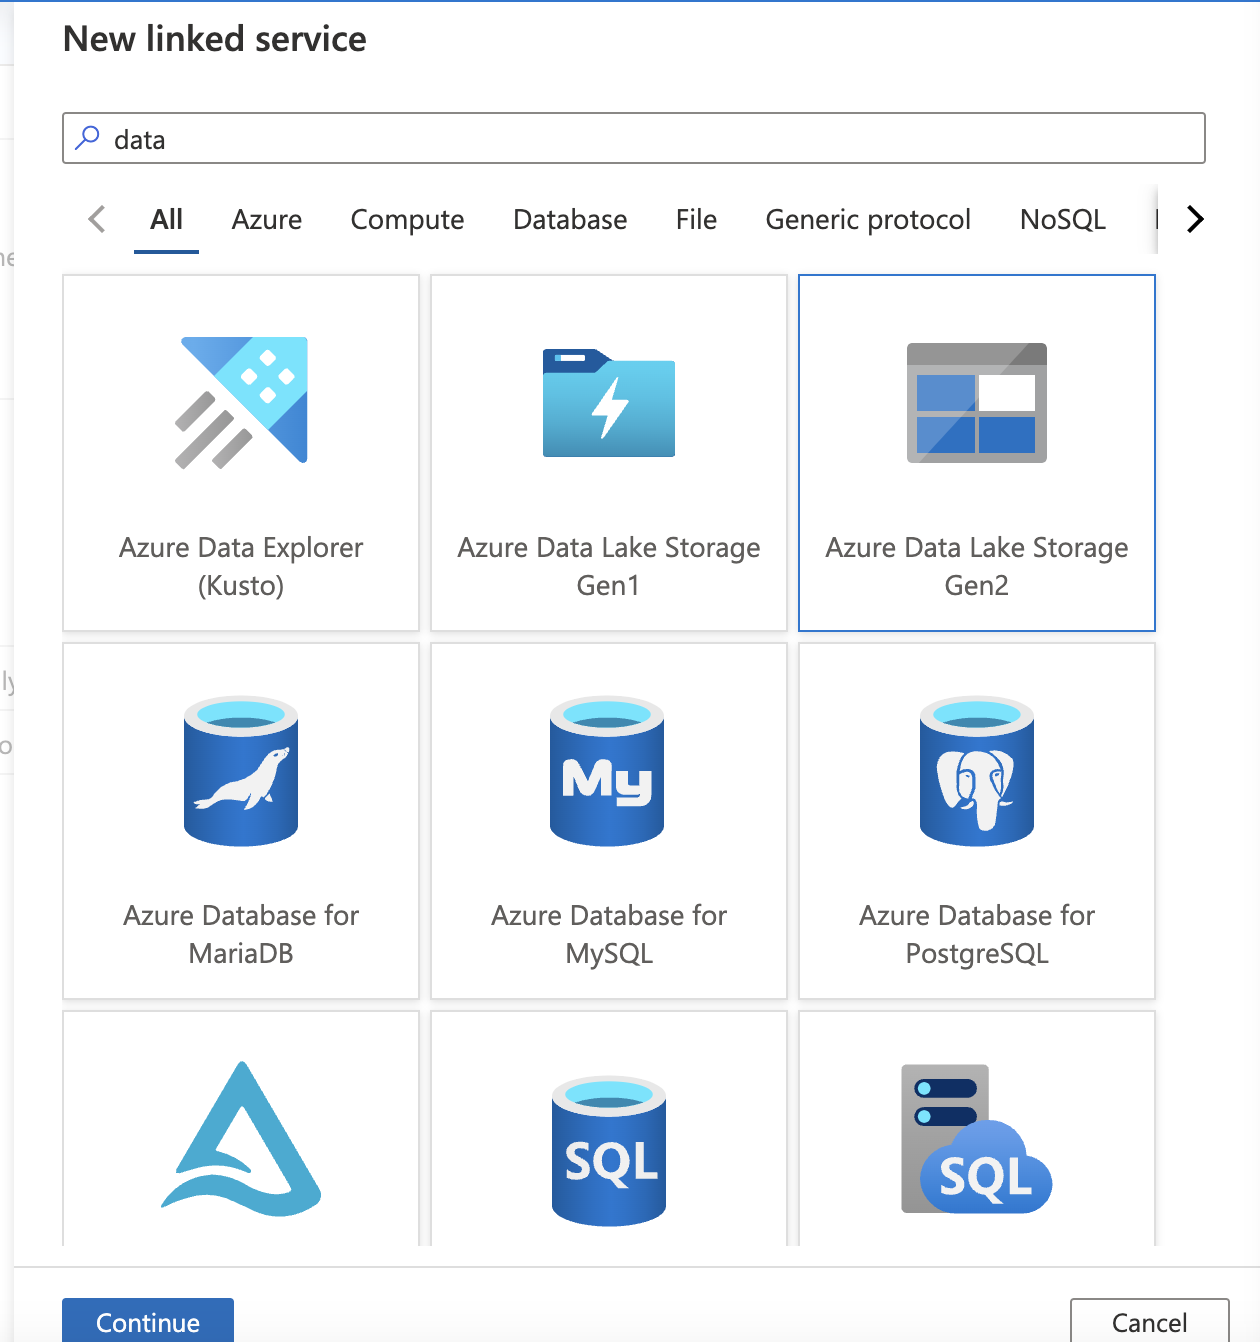 New linked service
data
All Azure Compute Database File Generic protocol NoSQL
Azure Data Explorer
(Kusto)
Azure Data Lake Storage
Gen1
Azure Data Lake Storage
Gen2
My
Azure Database for
MariaDB
Azure Database for
MySQL
Azure Database for
PostgreSQL
SQL
SQL
Continue
Cancel